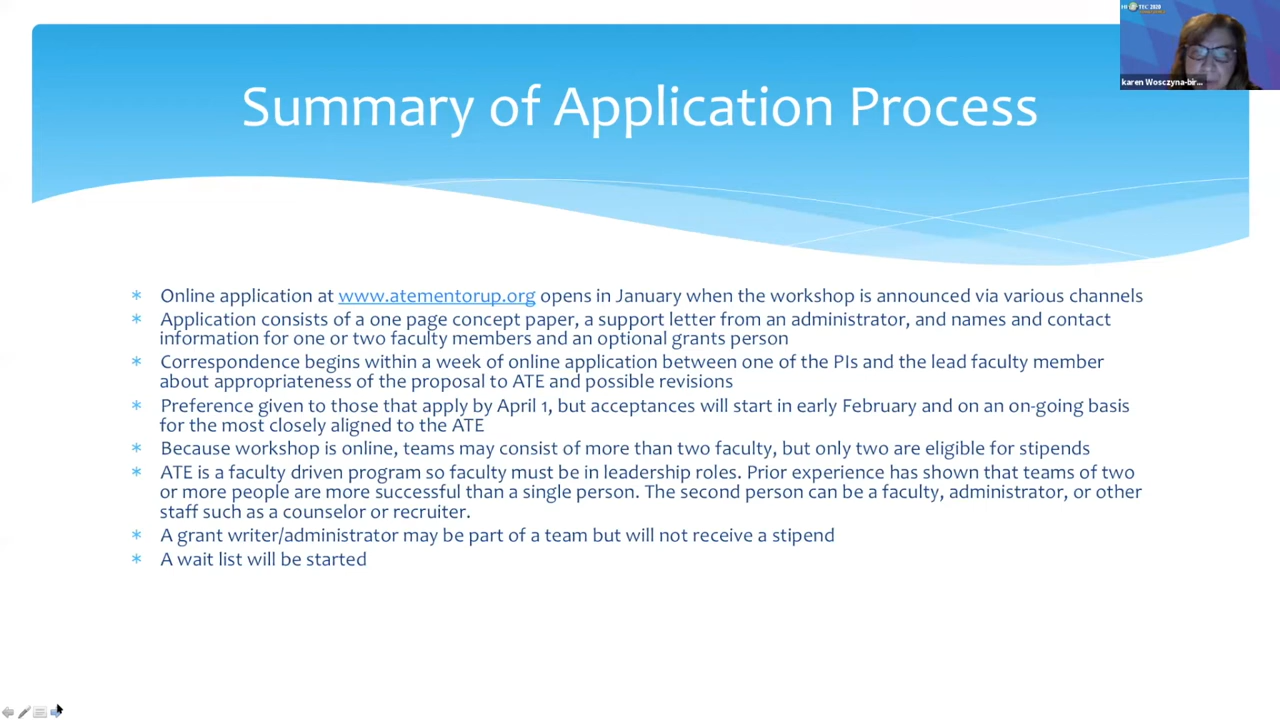 HI TEC 2020
karen Wosczyna-bir...
Summary of Application Process
* Online application at www.atementorup.org opens in January when the workshop is announced via various channels
* Application consists of a one page concept paper, a support letter from an administrator, and names and contact
information for one or two faculty members and an optional grants person
* Correspondence begins within a week of online application between one of the PIs and the lead faculty member
about appropriateness of the proposal to ATE and possible revisions
* Preference given to those that apply by April 1, but acceptances will start in early February and on an on-going basis
for the most closely aligned to the ATE
* Because workshop is online, teams may consist of more than two faculty, but only two are eligible for stipends
* ATE is a faculty driven program so faculty must be in leadership roles. Prior experience has shown that teams of two
or more people are more successful than a single person. The second person can be a faculty, administrator, or other
staff such as a counselor or recruiter.
* A grant writer/administrator may be part of a team but will not receive a stipend
* A wait list will be started